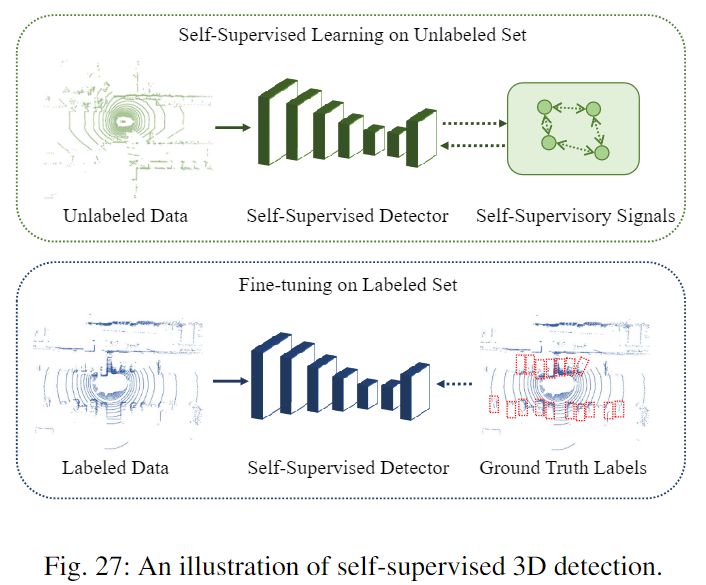 Self-Supervised Learning on Unlabeled Set
Unlabeled Data
Self-Supervised Detector
Self-Supervisory Signals
Fine-tuning on Labeled Set
Labeled Data
Self-Supervised Detector
Ground Truth Labels
Fig. 27: An illustration of self-supervised 3D detection.